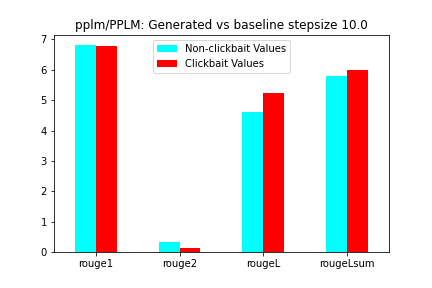 pplm/PPLM: Generated vs baseline stepsize 10.0
Non-clickbait Values
Clickbait Values
7
6
5
4
3
2
1
0
rouge1 rouge2 rougeL rougeLsum